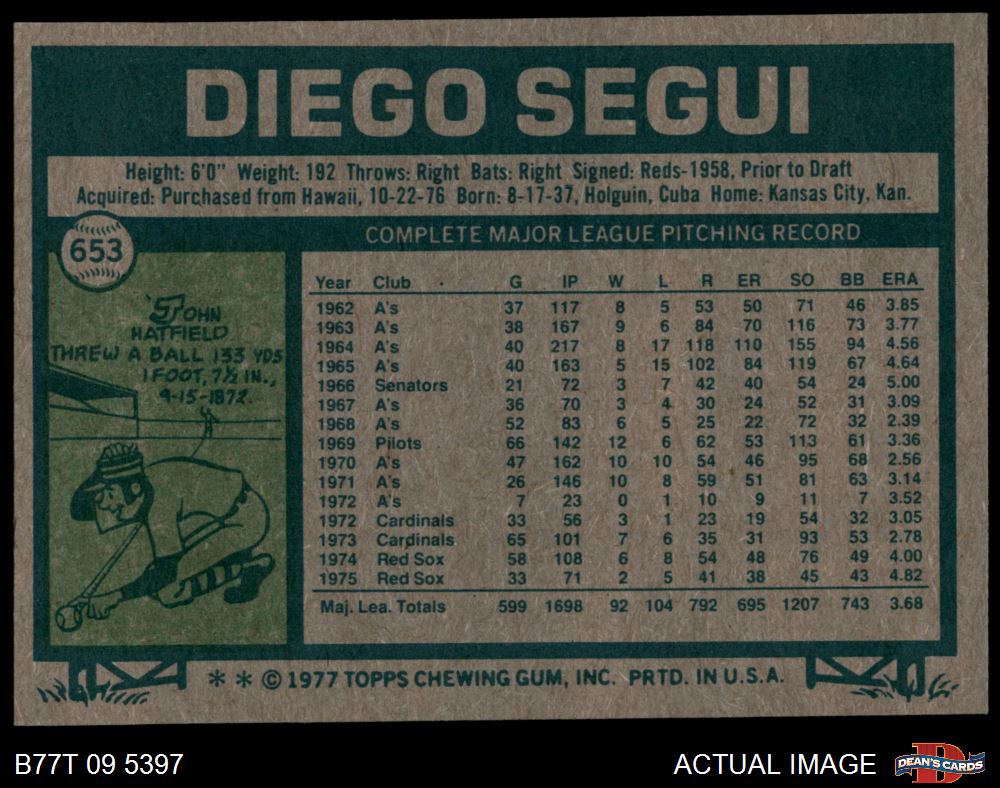 DIEGO SEGUI
Height: 6'0" Weight: 192 Throws: Right Bats: Right Signed: Reds-1958, Prior to Draft
Acquired: Purchased from Hawaii, 10-22-76 Born: 8-17-37, Holguin, Cuba Home: Kansas City, Kan.
653
JOHN
HATFIELD
THREW A BALL 133 YDS
1 FOOT, 7½ IN.,
9-15-1872.
COMPLETE MAJOR LEAGUE PITCHING RECORD
Year Club G IP W L R ER SO BB ERA
1962 A's 37 117 8 5 53 50 71 46 3.85
1963 A's 38 167 9 6 84 70 116 73 3.77
1964 A's 40 217 8 17 118 110 155 94 4.56
1965 A's 40 163 5 15 102 84 119 67 4.64
1966 Senators 21 72 3 7 42 40 54 24 5.00
1967 A's 36 70 3 4 30 24 52 31 3.09
1968 A's 52 83 6 5 25 22 72 32 2.39
1969 Pilots 66 142 12 6 62 53 113 61 3.36
1970 A's 47 162 10 10 54 46 95 68 2.56
1971 A's 26 146 10 8 59 51 81 63 3.14
1972 A's 7 23 0 1 10 9 11 7 3.52
1972 Cardinals 33 56 3 1 23 19 54 32 3.05
1973 Cardinals 65 101 7 6 35 31 93 53 2.78
1974 Red Sox 58 108 6 8 54 48 76 49 4.00
1975 Red Sox 33 71 2 5 41 38 45 43 4.82
Maj. Lea. Totals 599 1698 92 104 792 695 1207 743 3.68
* * © 1977 TOPPS CHEWING GUM, INC. PRTD. IN U.S.A.
B77T 09 5397
ACTUAL IMAGE
D
DEAN'S CARDS